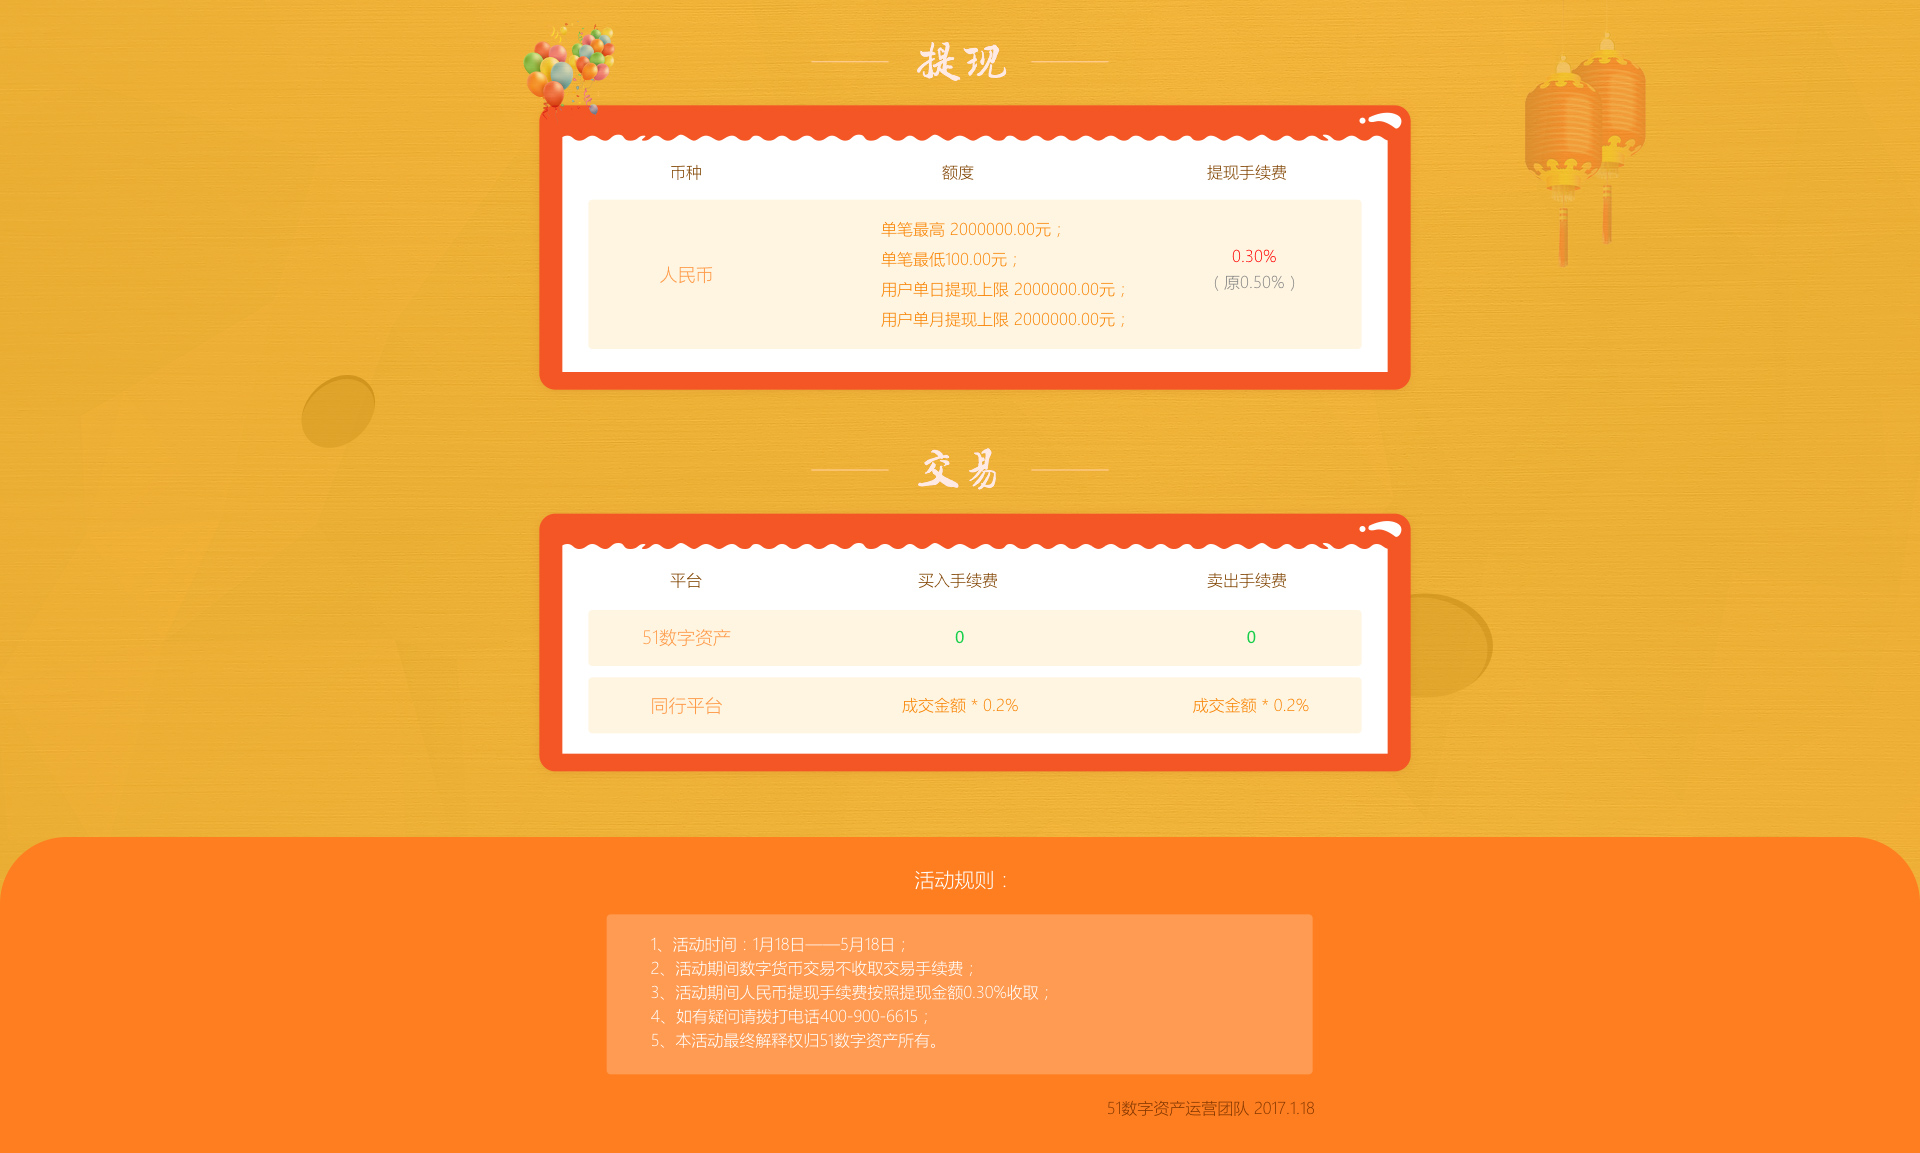 提现
币种 额度 提现手续费
人民币
单笔最高 2000000.00元；
单笔最低100.00元；
用户单日提现上限 2000000.00元；
用户单月提现上限 2000000.00元；
0.30%
（原0.50%）
交易
平台 买入手续费 卖出手续费
51数字资产 0 0
同行平台 成交金额 * 0.2% 成交金额 * 0.2%
活动规则：
1、活动时间：1月18日——5月18日；
2、活动期间数字货币交易不收取交易手续费；
3、活动期间人民币提现手续费按照提现金额0.30%收取；
4、如有疑问请拨打电话400-900-6615；
5、本活动最终解释权归51数字资产所有。
51数字资产运营团队 2017.1.18